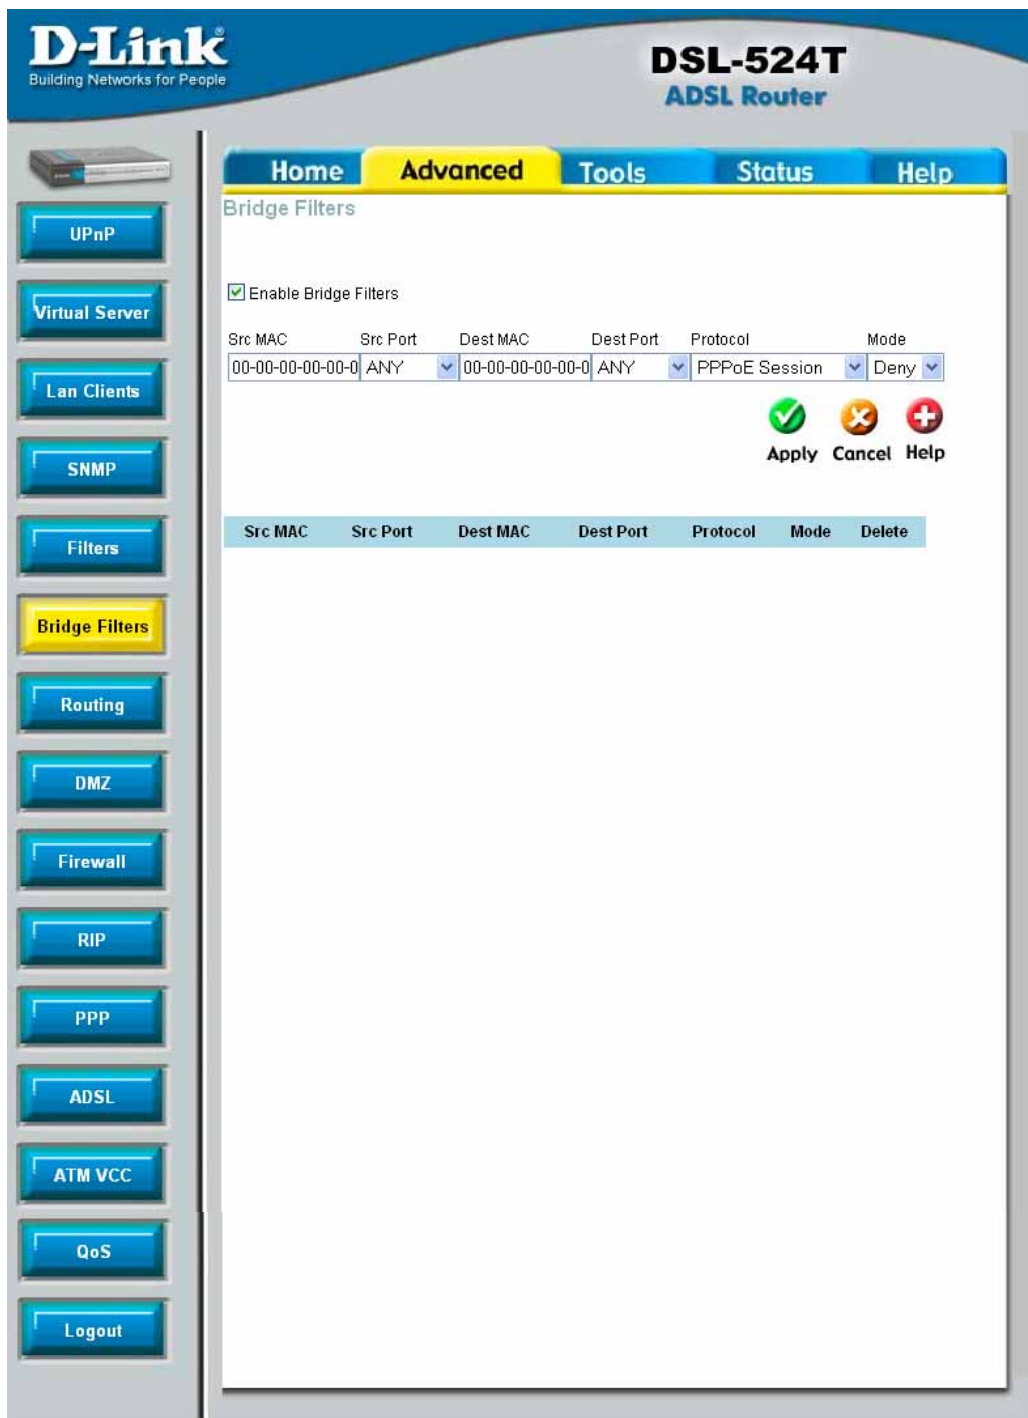 D-Link
Building Networks for People
DSL-524T
ADSL Router
Home Advanced Tools Status Help
Bridge Filters
UPnP
Virtual Server
Lan Clients
SNMP
Filters
Bridge Filters
Routing
DMZ
Firewall
RIP
PPP
ADSL
ATM VCC
QoS
Logout
Enable Bridge Filters
Src MAC Src Port Dest MAC Dest Port Protocol Mode
00-00-00-00-00-0 ANY 00-00-00-00-00-0 ANY PPPoE Session Deny
Apply Cancel Help
Src MAC Src Port Dest MAC Dest Port Protocol Mode Delete